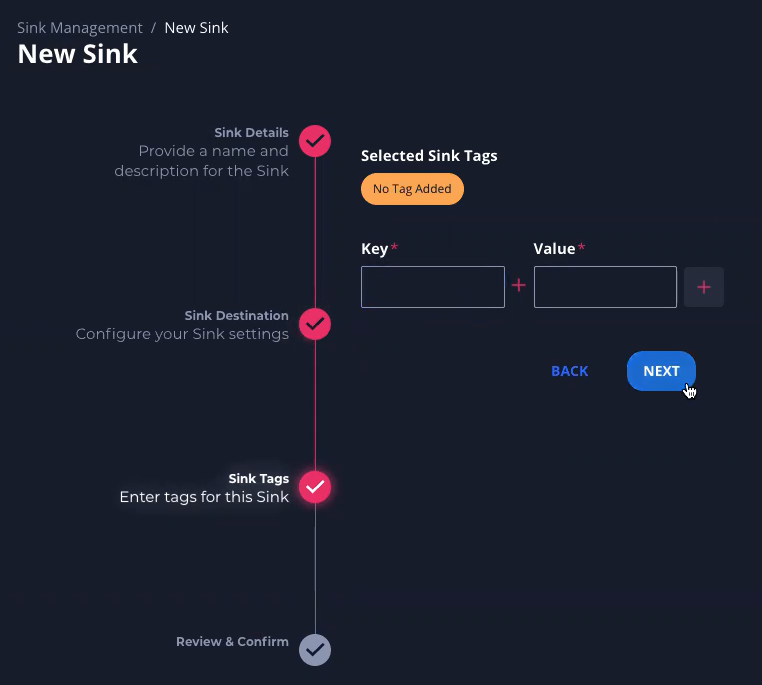 Sink Management / New Sink
New Sink
Sink Details
Provide a name and
description for the Sink
Selected Sink Tags
No Tag Added
Key*
Value*
+
+
Sink Destination
Configure your Sink settings
BACK
NEXT
Sink Tags
Enter tags for this Sink
Review & Confirm